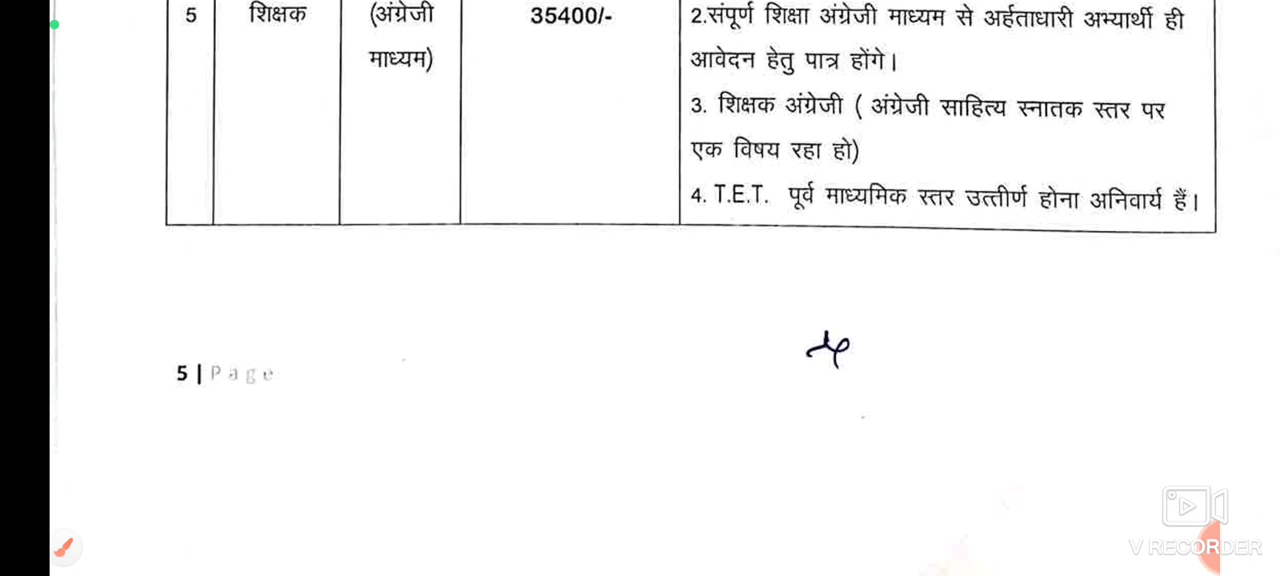 5 शिक्षक (अंग्रेजी 35400/- 2.संपूर्ण शिक्षा अंग्रेजी माध्यम से अर्हताधारी अभ्यार्थी ही
माध्यम) आवेदन हेतु पात्र होंगे।
3. शिक्षक अंग्रेजी ( अंग्रेजी साहित्य स्नातक स्तर पर
एक विषय रहा हो)
4. T.E.T. पूर्व माध्यमिक स्तर उत्तीर्ण होना अनिवार्य हैं।
5 | Page
V RECORDER